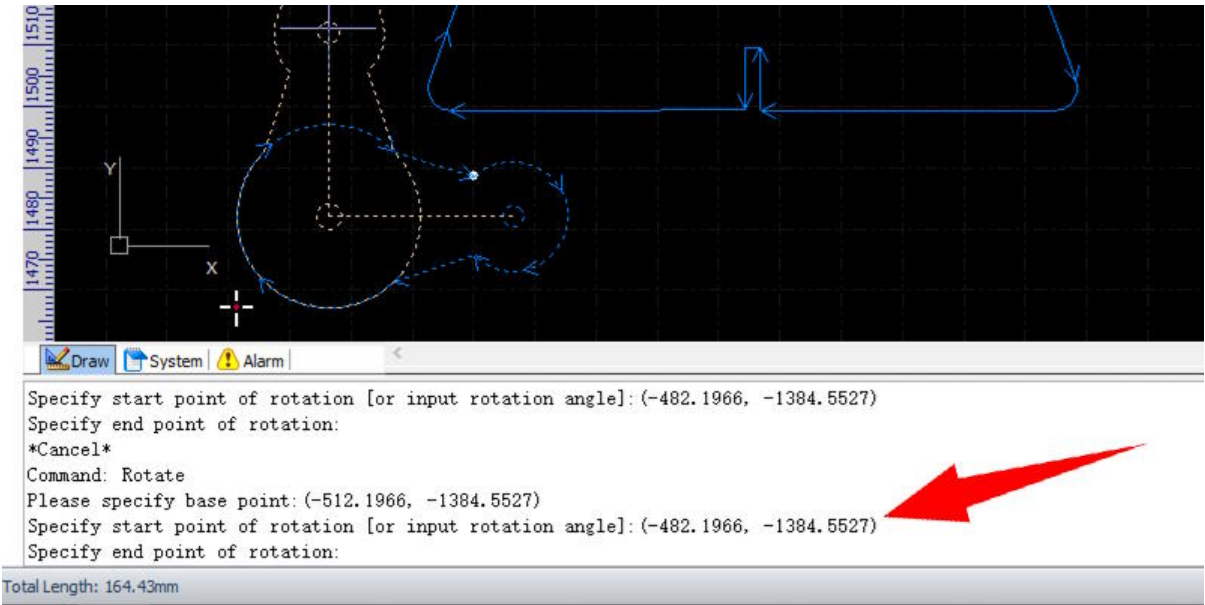 1510
1500
1490
1480
1470
Y
X
Draw System Alarm
Specify start point of rotation [or input rotation angle]:(-482.1966, -1384.5527)
Specify end point of rotation:
*Cancel*
Command: Rotate
Please specify base point:(-512.1966, -1384.5527)
Specify start point of rotation [or input rotation angle]:(-482.1966, -1384.5527)
Specify end point of rotation:
Total Length: 164.43mm